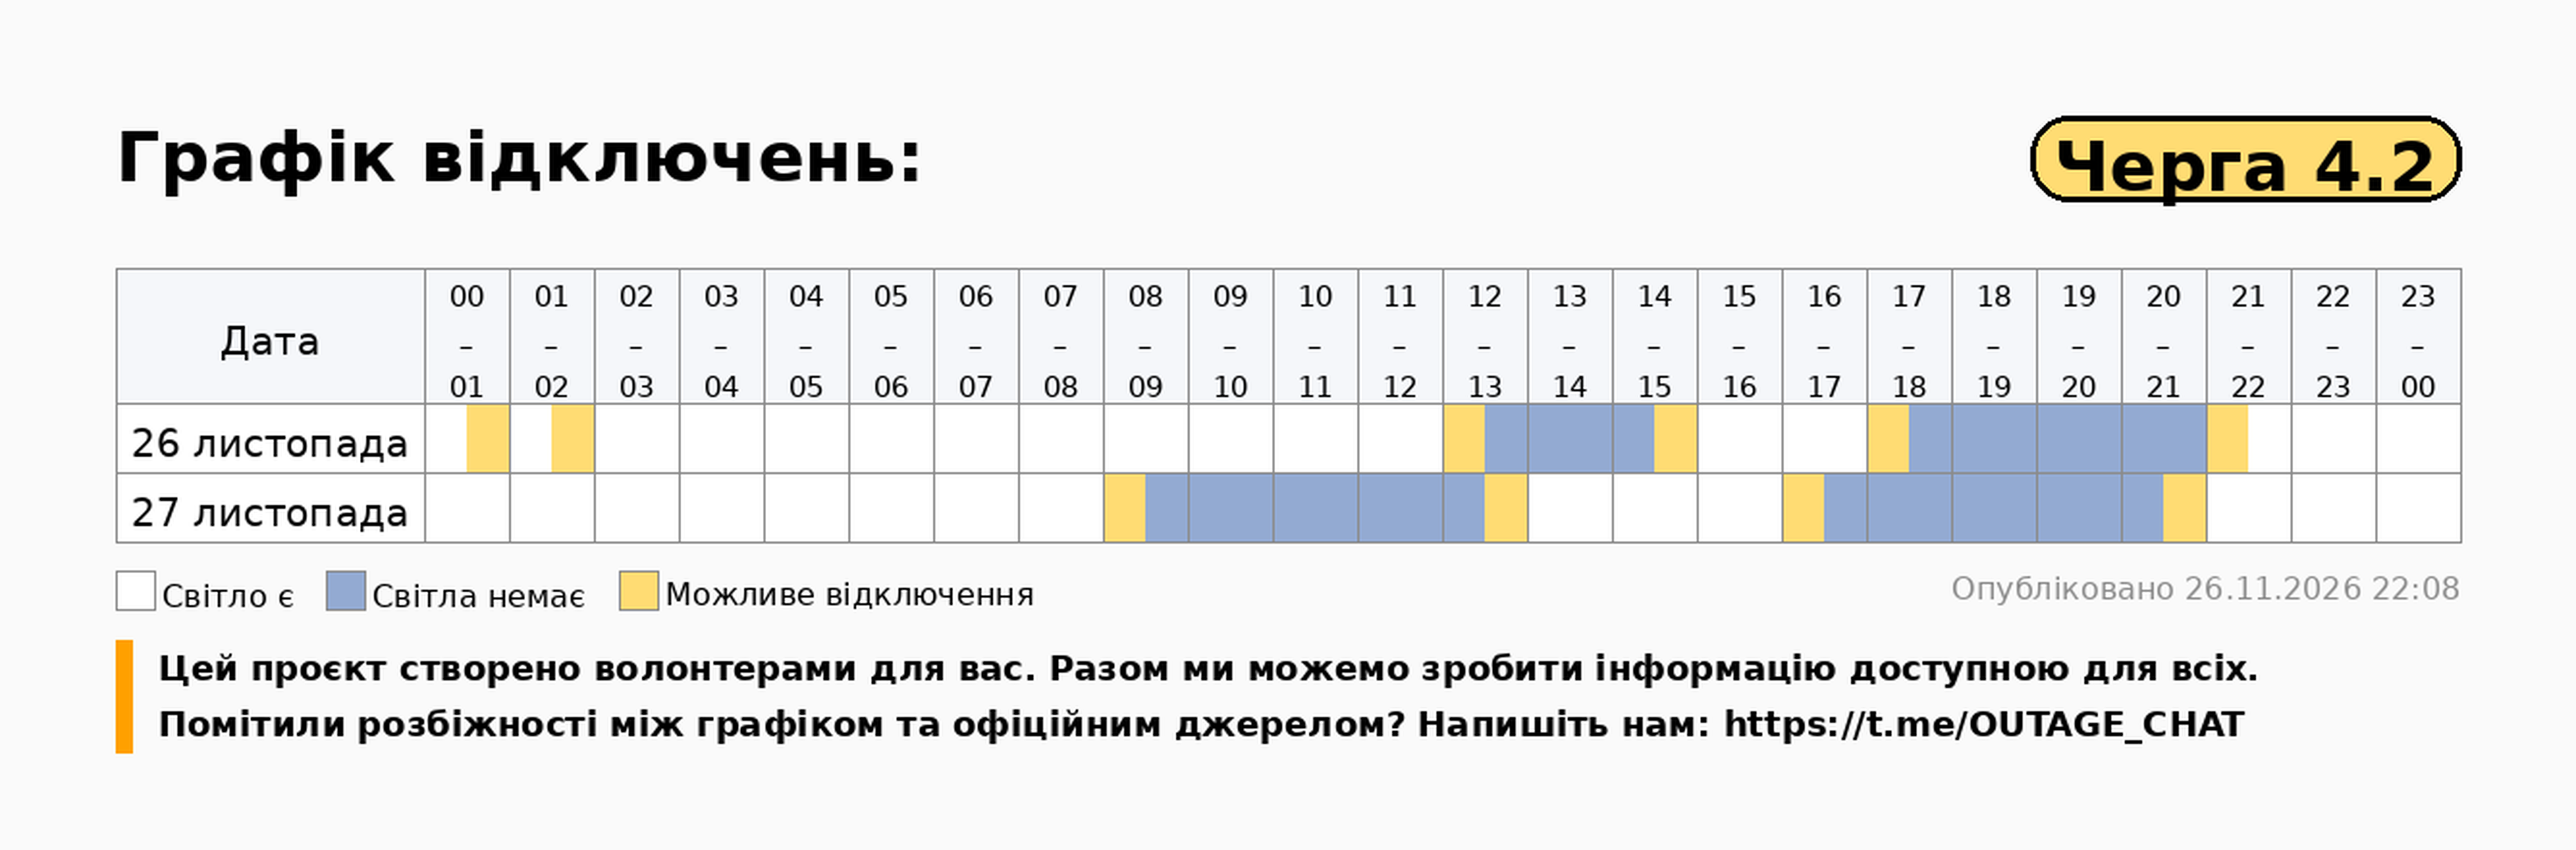 Графік відключень:
Черга 4.2
Дата
00 – 01
01 – 02
02 – 03
03 – 04
04 – 05
05 – 06
06 – 07
07 – 08
08 – 09
09 – 10
10 – 11
11 – 12
12 – 13
13 – 14
14 – 15
15 – 16
16 – 17
17 – 18
18 – 19
19 – 20
20 – 21
21 – 22
22 – 23
23 – 00
26 листопада
27 листопада
Світло є
Світла немає
Можливе відключення
Опубліковано 26.11.2026 22:08
Цей проєкт створено волонтерами для вас. Разом ми можемо зробити інформацію доступною для всіх.
Помітили розбіжності між графіком та офіційним джерелом? Напишіть нам: https://t.me/OUTAGE_CHAT